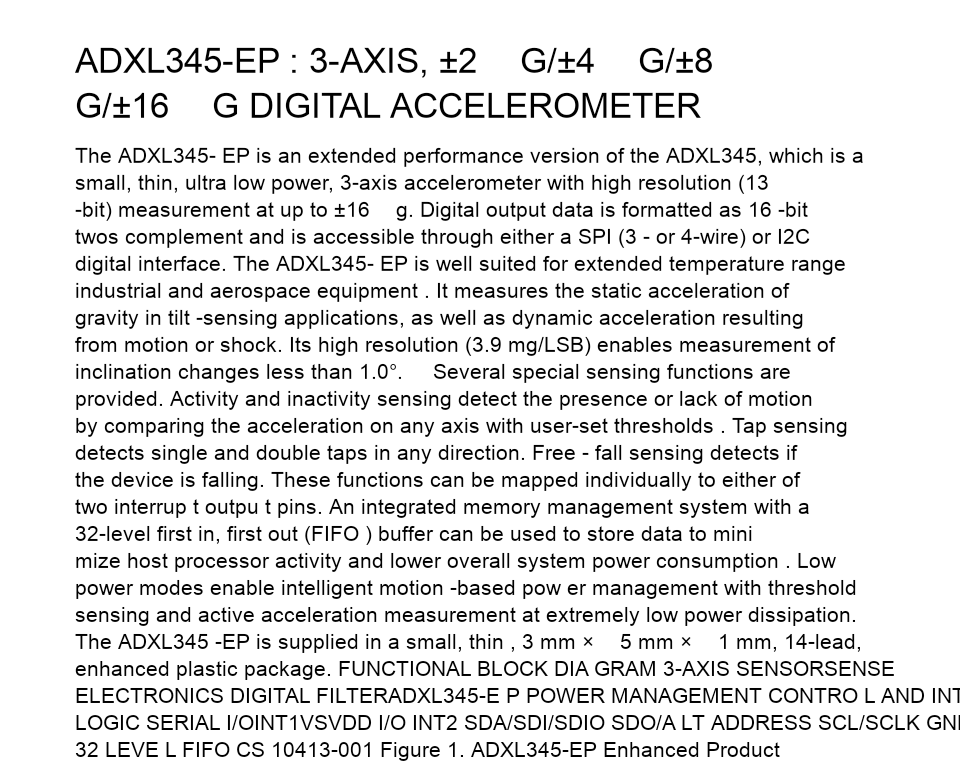 ADXL345-EP : 3-AXIS, ±2    G/±4    G/±8
G/±16    G DIGITAL ACCELEROMETER
The ADXL345- EP is an extended performance version of the ADXL345, which is a
small, thin, ultra low power, 3-axis accelerometer with high resolution (13
-bit) measurement at up to ±16    g. Digital output data is formatted as 16 -bit
twos complement and is accessible through either a SPI (3 - or 4-wire) or I2C
digital interface. The ADXL345- EP is well suited for extended temperature range
industrial and aerospace equipment . It measures the static acceleration of
gravity in tilt -sensing applications, as well as dynamic acceleration resulting
from motion or shock. Its high resolution (3.9 mg/LSB) enables measurement of
inclination changes less than 1.0°.    Several special sensing functions are
provided. Activity and inactivity sensing detect the presence or lack of motion
by comparing the acceleration on any axis with user-set thresholds . Tap sensing
detects single and double taps in any direction. Free - fall sensing detects if
the device is falling. These functions can be mapped individually to either of
two interrup t outpu t pins. An integrated memory management system with a
32-level first in, first out (FIFO ) buffer can be used to store data to mini
mize host processor activity and lower overall system power consumption . Low
power modes enable intelligent motion -based pow er management with threshold
sensing and active acceleration measurement at extremely low power dissipation.
The ADXL345 -EP is supplied in a small, thin , 3 mm ×    5 mm ×    1 mm, 14-lead,
enhanced plastic package. FUNCTIONAL BLOCK DIA GRAM 3-AXIS SENSORSENSE
ELECTRONICS DIGITAL FILTERADXL345-E P POWER MANAGEMENT CONTRO L AND INT
LOGIC SERIAL I/OINT1VSVDD I/O INT2 SDA/SDI/SDIO SDO/A LT ADDRESS SCL/SCLK
32 LEVE L FIFO CS 10413-001 Figure 1. ADXL345-EP Enhanced Product